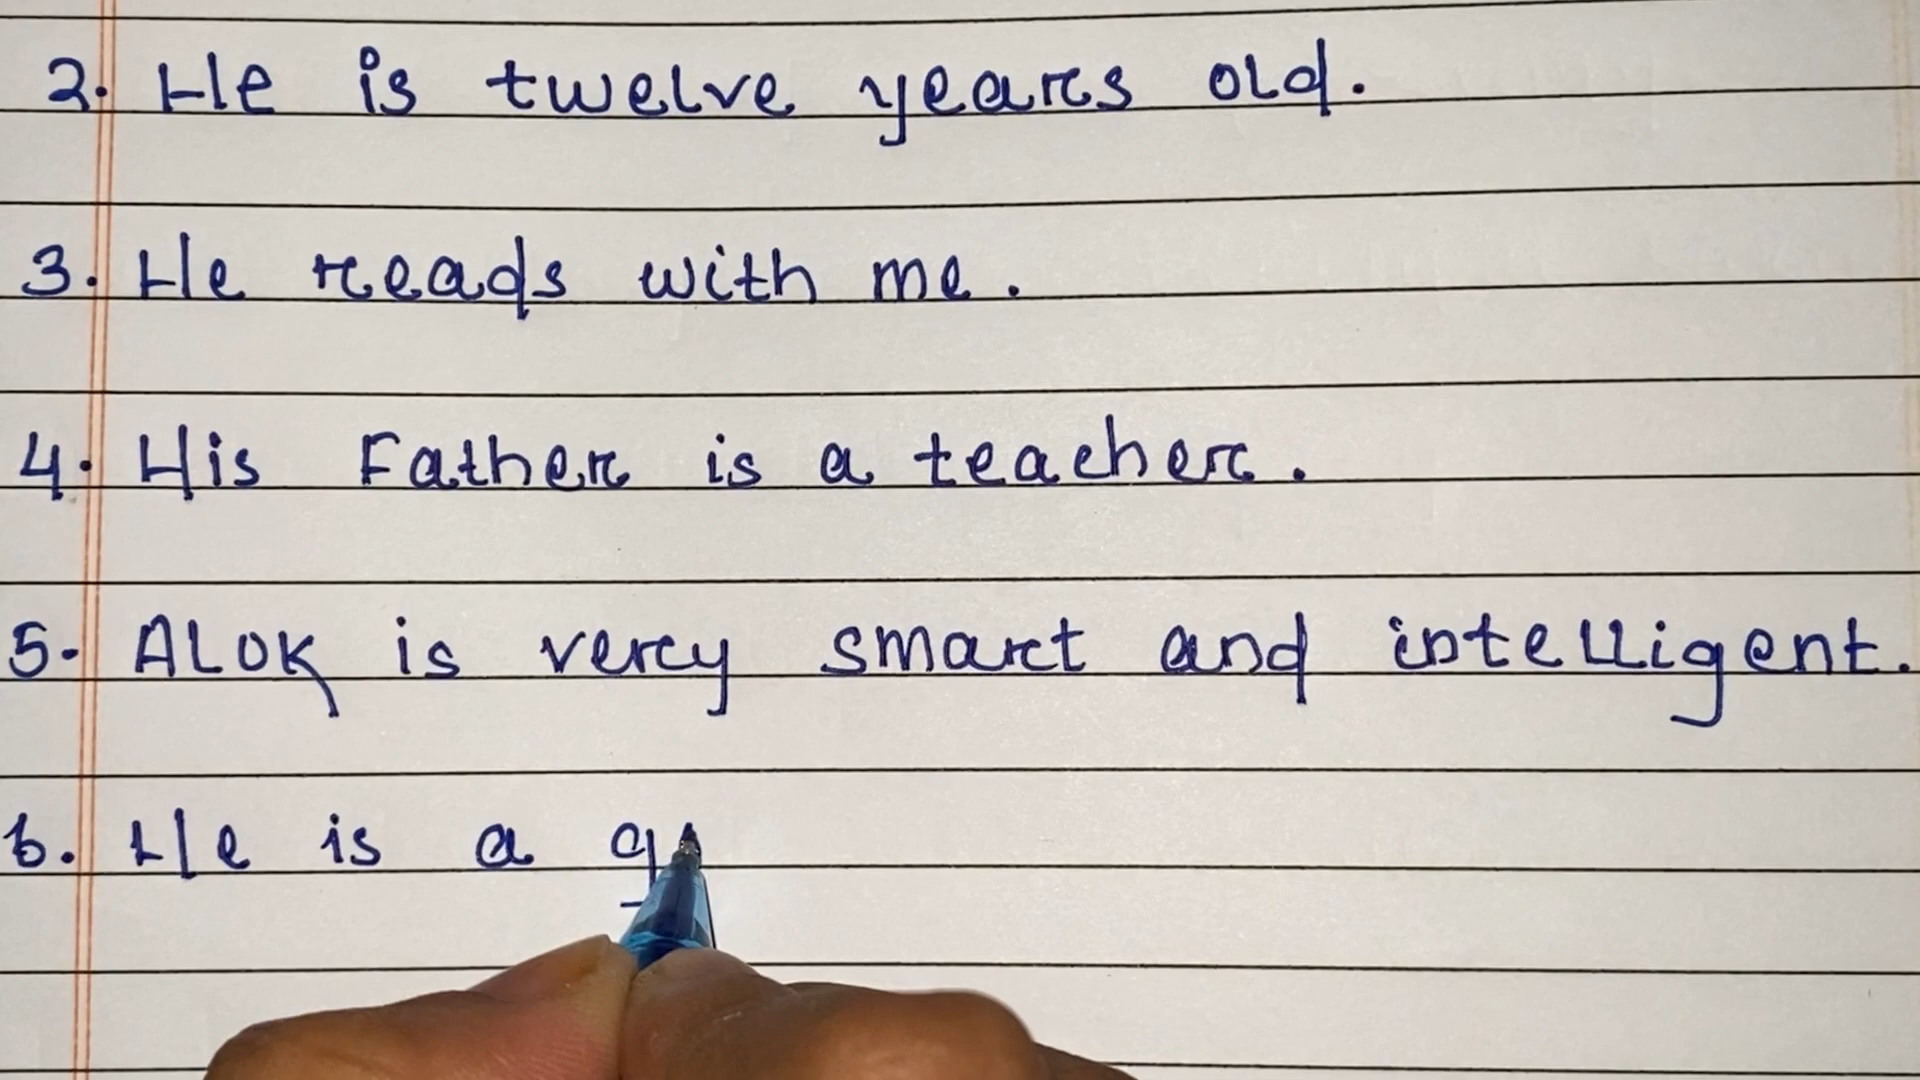 2. He is twelve years old.
3. He reads with me.
4. His Father is a teacher.
5. Alok is very smart and intelligent.
6. He is a